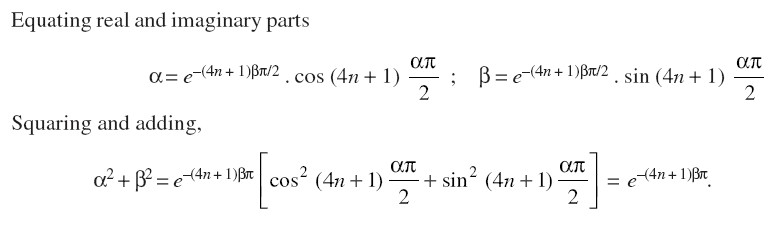 Equating real and imaginary parts
α = e^{–(4n + 1)βπ/2} . cos (4n + 1) απ/2 ; β = e^{–(4n + 1)βπ/2} . sin (4n + 1) απ/2
Squaring and adding,
α² + β² = e^{–(4n + 1)βπ} [cos² (4n + 1) απ/2 + sin² (4n + 1) απ/2] = e^{–(4n + 1)βπ}.